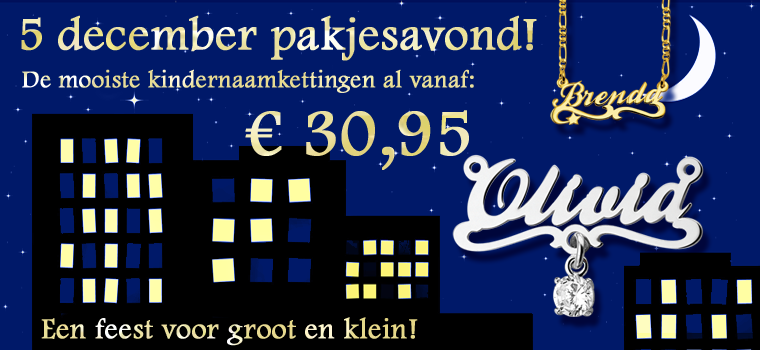 5 december pakjesavond!
De mooiste kindernaamkettingen al vanaf:
€ 30,95
Brenda
Olivia
Een feest voor groot en klein!